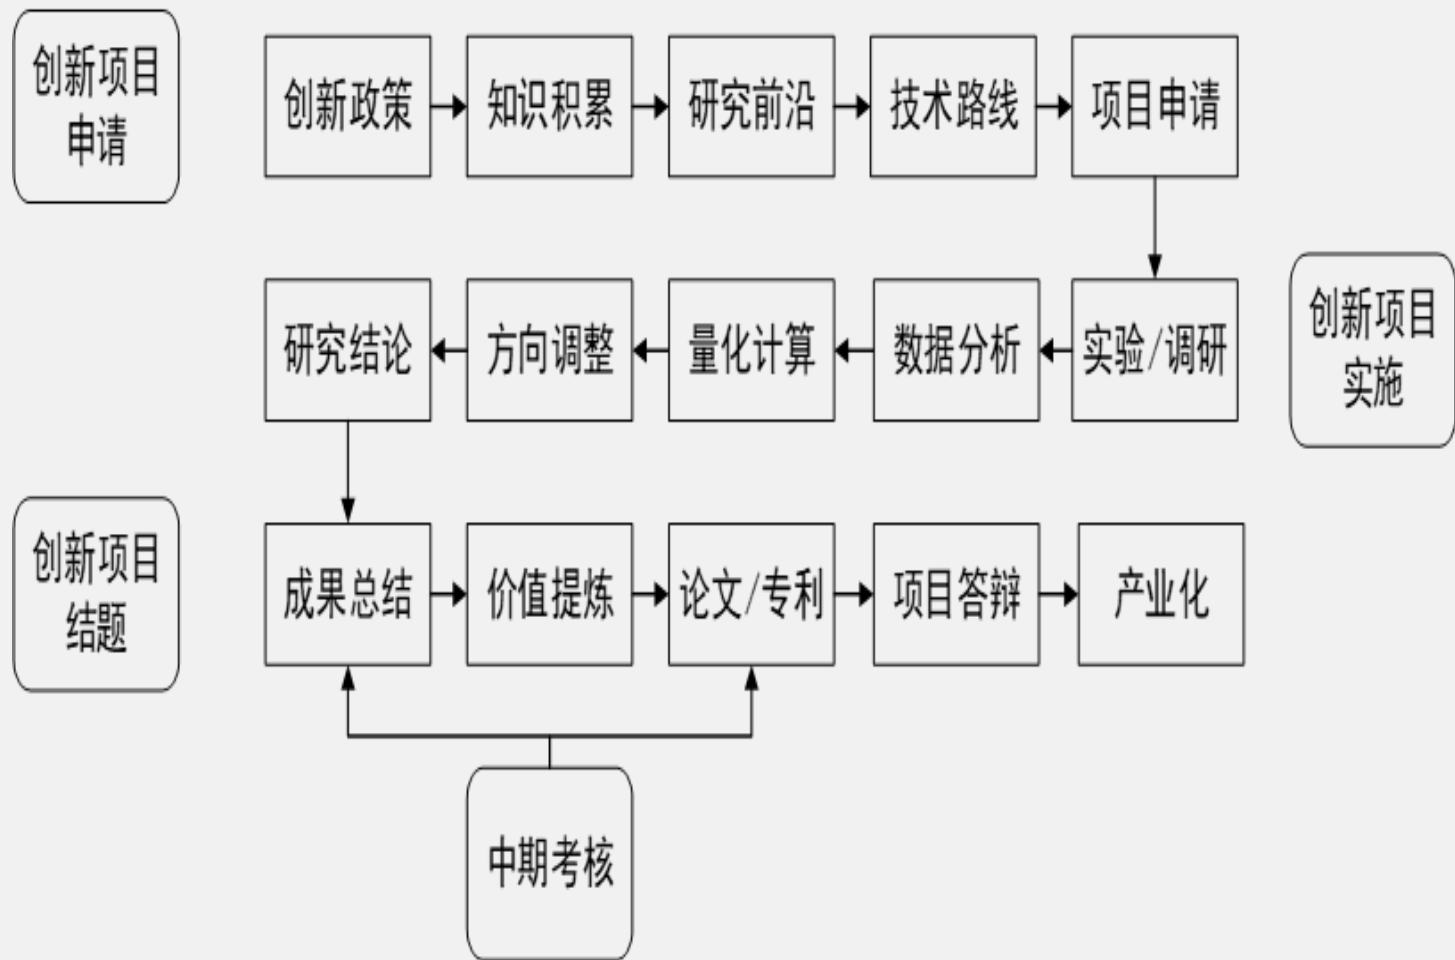 创新项目
申请
创新政策
知识积累
研究前沿
技术路线
项目申请
研究结论
方向调整
量化计算
数据分析
实验/调研
创新项目
实施
创新项目
结题
成果总结
价值提炼
论文/专利
项目答辩
产业化
中期考核